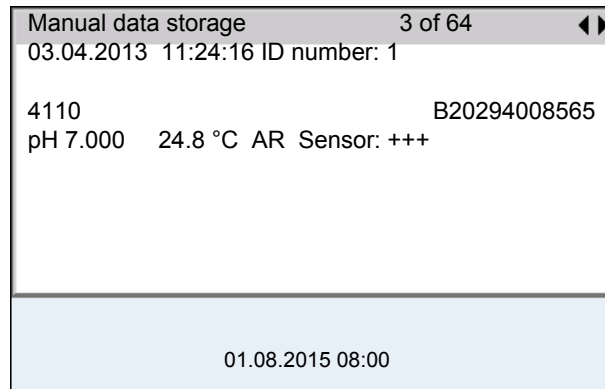 Manual data storage 3 of 64
03.04.2013 11:24:16 ID number: 1
4110 B20294008565
pH 7.000 24.8 °C AR Sensor: +++
01.08.2015 08:00